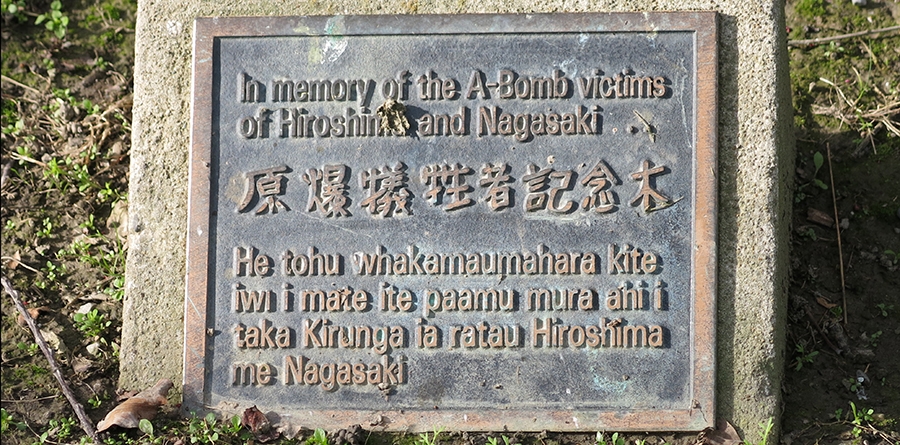 In memory of the A-Bomb victims
of Hiroshima and Nagasaki
原爆犠牲者記念木
He tohu whakamaumahara kite
iwi i mate ite paamu mura ahi i
taka Kirunga ia ratau Hiroshima
me Nagasaki